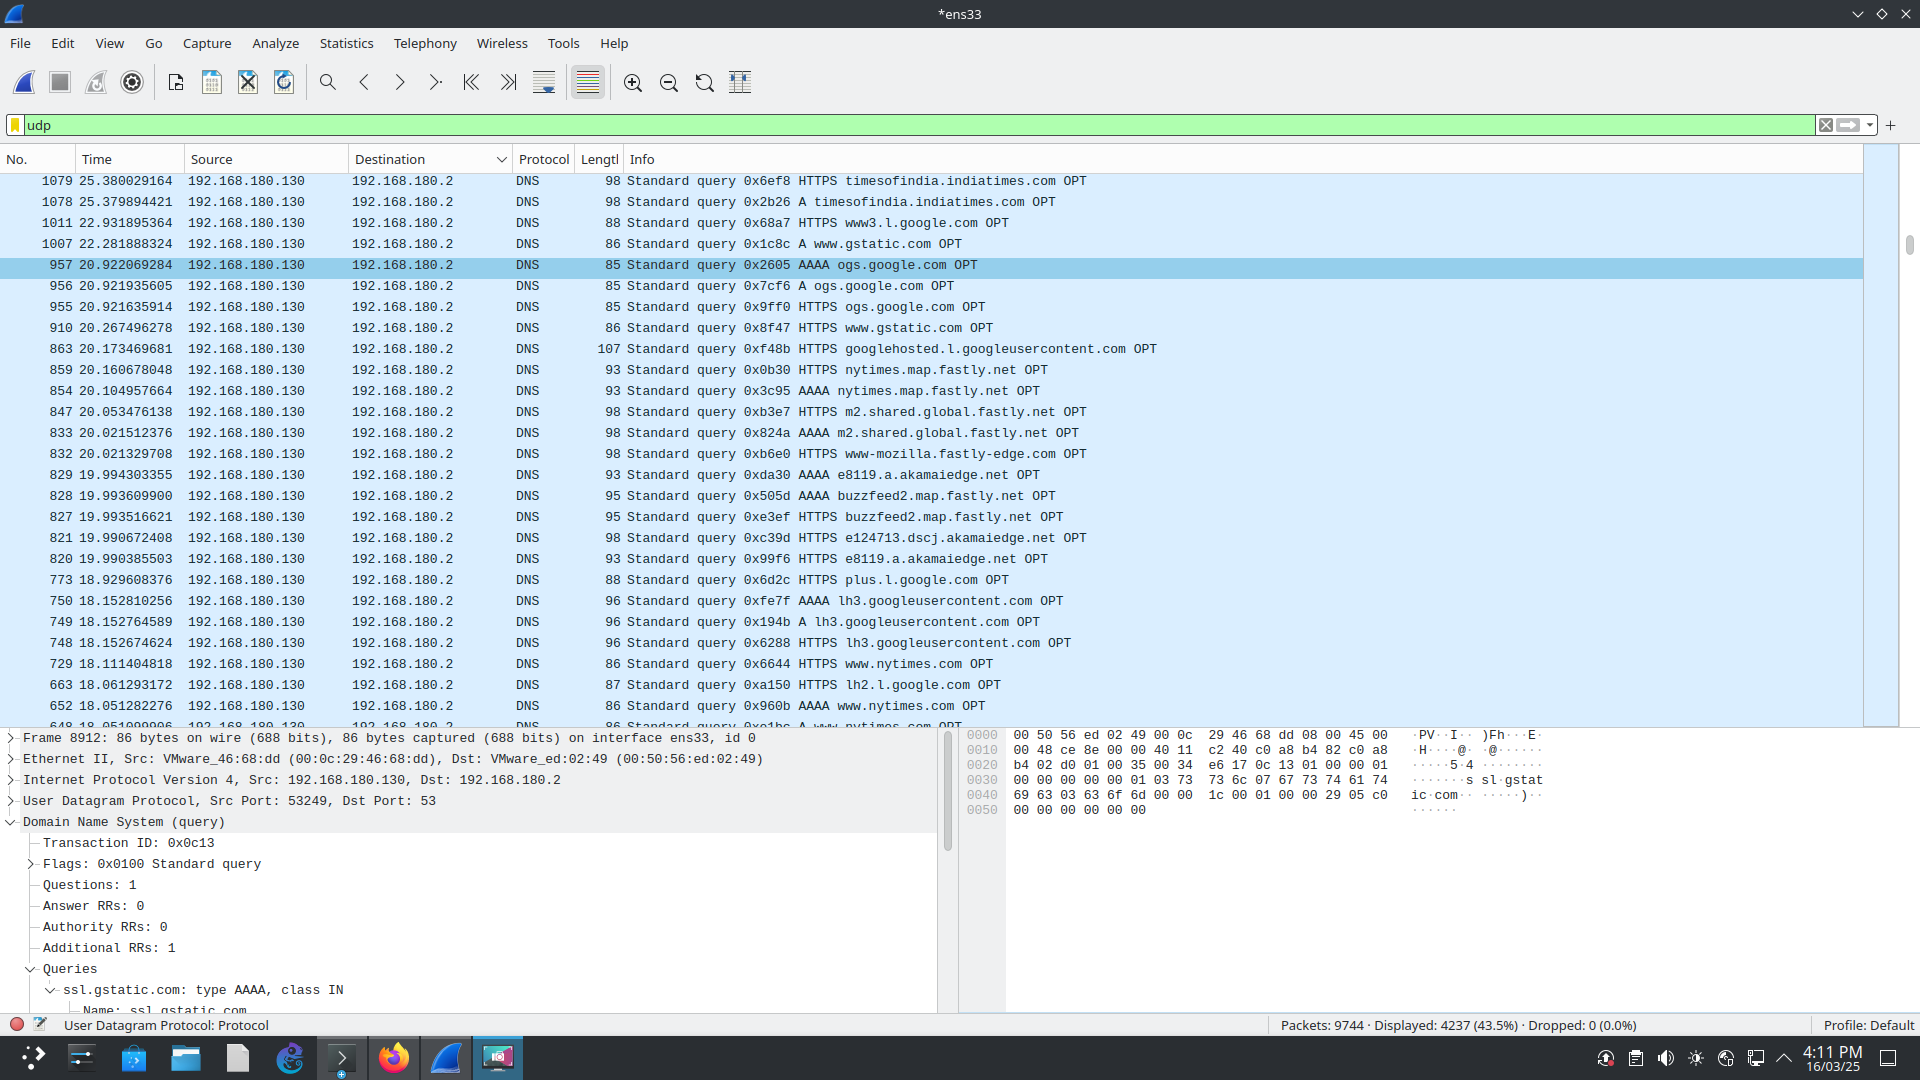 *ens33
File Edit View Go Capture Analyze Statistics Telephony Wireless Tools Help
udp
No. Time Source Destination Protocol Lengtl Info
1079 25.380029164 192.168.180.130 192.168.180.2 DNS 98 Standard query 0x6ef8 HTTPS timesofindia.indiatimes.com OPT
1078 25.379894421 192.168.180.130 192.168.180.2 DNS 98 Standard query 0x2b26 A timesofindia.indiatimes.com OPT
1011 22.931895364 192.168.180.130 192.168.180.2 DNS 88 Standard query 0x68a7 HTTPS www3.l.google.com OPT
1007 22.281888324 192.168.180.130 192.168.180.2 DNS 86 Standard query 0x1c8c A www.gstatic.com OPT
957 20.922069284 192.168.180.130 192.168.180.2 DNS 85 Standard query 0x2605 AAAA ogs.google.com OPT
956 20.921935605 192.168.180.130 192.168.180.2 DNS 85 Standard query 0x7cf6 A ogs.google.com OPT
955 20.921635914 192.168.180.130 192.168.180.2 DNS 85 Standard query 0x9ff0 HTTPS ogs.google.com OPT
910 20.267496278 192.168.180.130 192.168.180.2 DNS 86 Standard query 0x8f47 HTTPS www.gstatic.com OPT
863 20.173469681 192.168.180.130 192.168.180.2 DNS 107 Standard query 0xf48b HTTPS googlehosted.l.googleusercontent.com OPT
859 20.160678048 192.168.180.130 192.168.180.2 DNS 93 Standard query 0x0b30 HTTPS nytimes.map.fastly.net OPT
854 20.104957664 192.168.180.130 192.168.180.2 DNS 93 Standard query 0x3c95 AAAA nytimes.map.fastly.net OPT
847 20.053476138 192.168.180.130 192.168.180.2 DNS 98 Standard query 0xb3e7 HTTPS m2.shared.global.fastly.net OPT
833 20.021512376 192.168.180.130 192.168.180.2 DNS 98 Standard query 0x824a AAAA m2.shared.global.fastly.net OPT
832 20.021329708 192.168.180.130 192.168.180.2 DNS 98 Standard query 0xb6e0 HTTPS www-mozilla.fastly-edge.com OPT
829 19.994303355 192.168.180.130 192.168.180.2 DNS 93 Standard query 0xda30 AAAA e8119.a.akamaiedge.net OPT
828 19.993609900 192.168.180.130 192.168.180.2 DNS 95 Standard query 0x505d AAAA buzzfeed2.map.fastly.net OPT
827 19.993516621 192.168.180.130 192.168.180.2 DNS 95 Standard query 0xe3ef HTTPS buzzfeed2.map.fastly.net OPT
821 19.990672408 192.168.180.130 192.168.180.2 DNS 98 Standard query 0xc39d HTTPS e124713.dscj.akamaiedge.net OPT
820 19.990385503 192.168.180.130 192.168.180.2 DNS 93 Standard query 0x99f6 HTTPS e8119.a.akamaiedge.net OPT
773 18.929608376 192.168.180.130 192.168.180.2 DNS 88 Standard query 0x6d2c HTTPS plus.l.google.com OPT
750 18.152810256 192.168.180.130 192.168.180.2 DNS 96 Standard query 0xfe7f AAAA lh3.googleusercontent.com OPT
749 18.152764589 192.168.180.130 192.168.180.2 DNS 96 Standard query 0x194b A lh3.googleusercontent.com OPT
748 18.152674624 192.168.180.130 192.168.180.2 DNS 96 Standard query 0x6288 HTTPS lh3.googleusercontent.com OPT
729 18.111404818 192.168.180.130 192.168.180.2 DNS 86 Standard query 0x6644 HTTPS www.nytimes.com OPT
663 18.061293172 192.168.180.130 192.168.180.2 DNS 87 Standard query 0xa150 HTTPS lh2.l.google.com OPT
652 18.051282276 192.168.180.130 192.168.180.2 DNS 86 Standard query 0x960b AAAA www.nytimes.com OPT
648 18.051099906 192.168.180.130 192.168.180.2 DNS 86 Standard query 0xe1bc A www.nytimes.com OPT
Frame 8912: 86 bytes on wire (688 bits), 86 bytes captured (688 bits) on interface ens33, id 0
Ethernet II, Src: VMware_46:68:dd (00:0c:29:46:68:dd), Dst: VMware_ed:02:49 (00:50:56:ed:02:49)
Internet Protocol Version 4, Src: 192.168.180.130, Dst: 192.168.180.2
User Datagram Protocol, Src Port: 53249, Dst Port: 53
Domain Name System (query)
Transaction ID: 0x0c13
Flags: 0x0100 Standard query
Questions: 1
Answer RRs: 0
Authority RRs: 0
Additional RRs: 1
Queries
ssl.gstatic.com: type AAAA, class IN
Name: ssl.gstatic.com
0000 00 50 56 ed 02 49 00 0c 29 46 68 dd 08 00 45 00 ·PV··I·· )Fh···E·
0010 00 48 ce 8e 00 00 40 11 c2 40 c0 a8 b4 82 c0 a8 ·H····@· ·@······
0020 b4 02 d0 01 00 35 00 34 e6 17 0c 13 01 00 00 01 ·····5·4 ········
0030 00 00 00 00 00 01 03 73 73 6c 07 67 73 74 61 74 ·······s sl·gstat
0040 69 63 03 63 6f 6d 00 00 1c 00 01 00 00 29 05 c0 ic·com·· ·····)··
0050 00 00 00 00 00 00 ······
User Datagram Protocol: Protocol
Packets: 9744 · Displayed: 4237 (43.5%) · Dropped: 0 (0.0%)
Profile: Default
4:11 PM
16/03/25